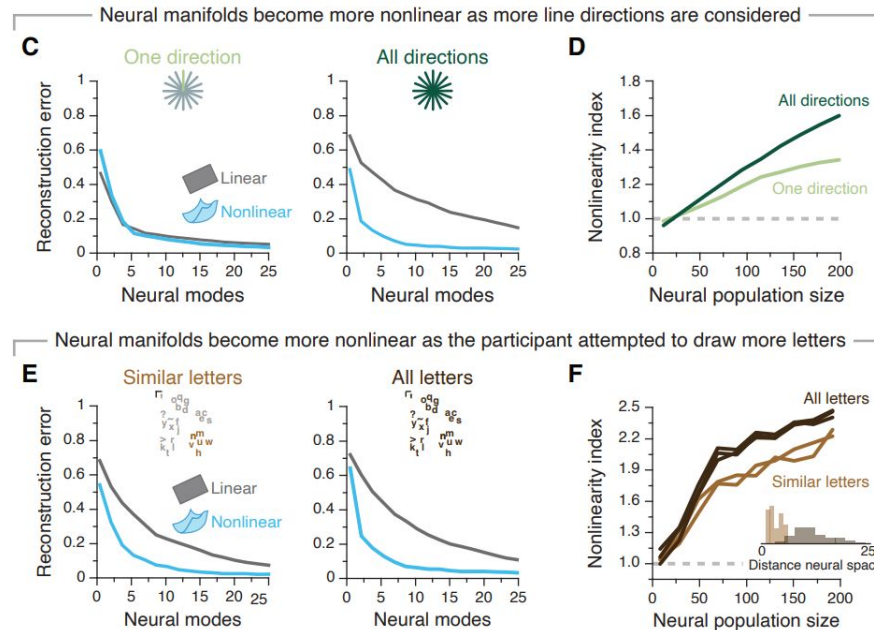 Neural manifolds become more nonlinear as more line directions are considered
C
One direction
All directions
D
Reconstruction error
1
0.8
0.6
0.4
0.2
0
Linear
Nonlinear
0 5 10 15 20 25
Neural modes
1
0.8
0.6
0.4
0.2
0
0 5 10 15 20 25
Neural modes
Nonlinearity index
1.8
1.6
1.4
1.2
1.0
0.8
All directions
One direction
0 50 100 150 200
Neural population size
Neural manifolds become more nonlinear as the participant attempted to draw more letters
E
Similar letters
All letters
F
Reconstruction error
1
0.8
0.6
0.4
0.2
0
Linear
Nonlinear
0 5 10 15 20 25
Neural modes
1
0.8
0.6
0.4
0.2
0
0 5 10 15 20 25
Neural modes
Nonlinearity index
2.5
2.2
1.9
1.6
1.3
1.0
All letters
Similar letters
0 25
Distance neural space
0 50 100 150 200
Neural population size